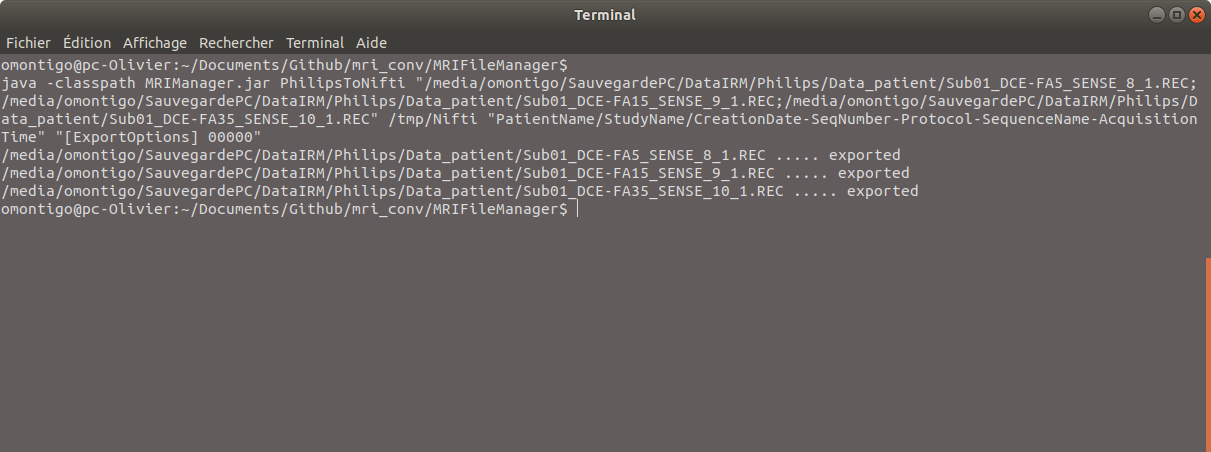 Terminal
Fichier Édition Affichage Rechercher Terminal Aide
omontigo@pc-Olivier:~/Documents/Github/mri_conv/MRIFileManager$
java -classpath MRIManager.jar PhilipsToNifti "/media/omontigo/SauvegardePC/DataIRM/Philips/Data_patient/Sub01_DCE-FA5_SENSE_8_1.REC;
/media/omontigo/SauvegardePC/DataIRM/Philips/Data_patient/Sub01_DCE-FA15_SENSE_9_1.REC;/media/omontigo/SauvegardePC/DataIRM/Philips/D
ata_patient/Sub01_DCE-FA35_SENSE_10_1.REC" /tmp/Nifti "PatientName/StudyName/CreationDate-SeqNumber-Protocol-SequenceName-Acquisition
Time" "[ExportOptions] 00000"
/media/omontigo/SauvegardePC/DataIRM/Philips/Data_patient/Sub01_DCE-FA5_SENSE_8_1.REC ..... exported
/media/omontigo/SauvegardePC/DataIRM/Philips/Data_patient/Sub01_DCE-FA15_SENSE_9_1.REC ..... exported
/media/omontigo/SauvegardePC/DataIRM/Philips/Data_patient/Sub01_DCE-FA35_SENSE_10_1.REC ..... exported
omontigo@pc-Olivier:~/Documents/Github/mri_conv/MRIFileManager$